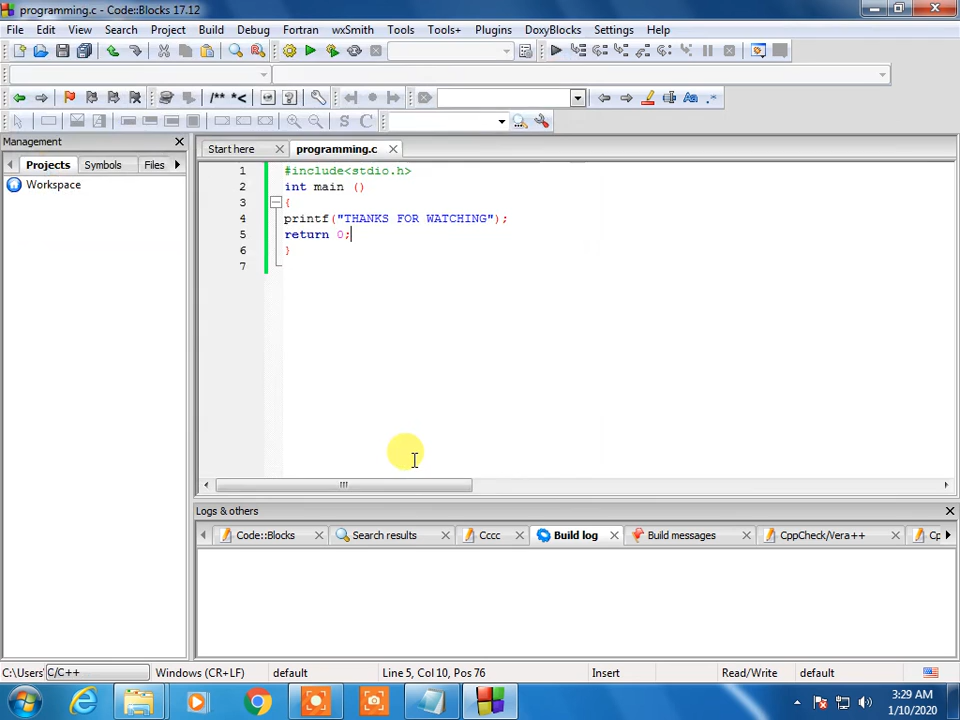 programming.c - Code::Blocks 17.12
File Edit View Search Project Build Debug Fortran wxSmith Tools Tools+ Plugins DoxyBlocks Settings Help
/** *<
S C
Aa .*
Management
Projects Symbols Files
Workspace
Start here programming.c
1 #include<stdio.h>
2 int main ()
3 {
4 printf("THANKS FOR WATCHING");
5 return 0;
6 }
7
Logs & others
Code::Blocks Search results Cccc Build log Build messages CppCheck/Vera++ Cp
C:\Users C/C++ Windows (CR+LF) default Line 5, Col 10, Pos 76 Insert Read/Write default
3:29 AM
1/10/2020